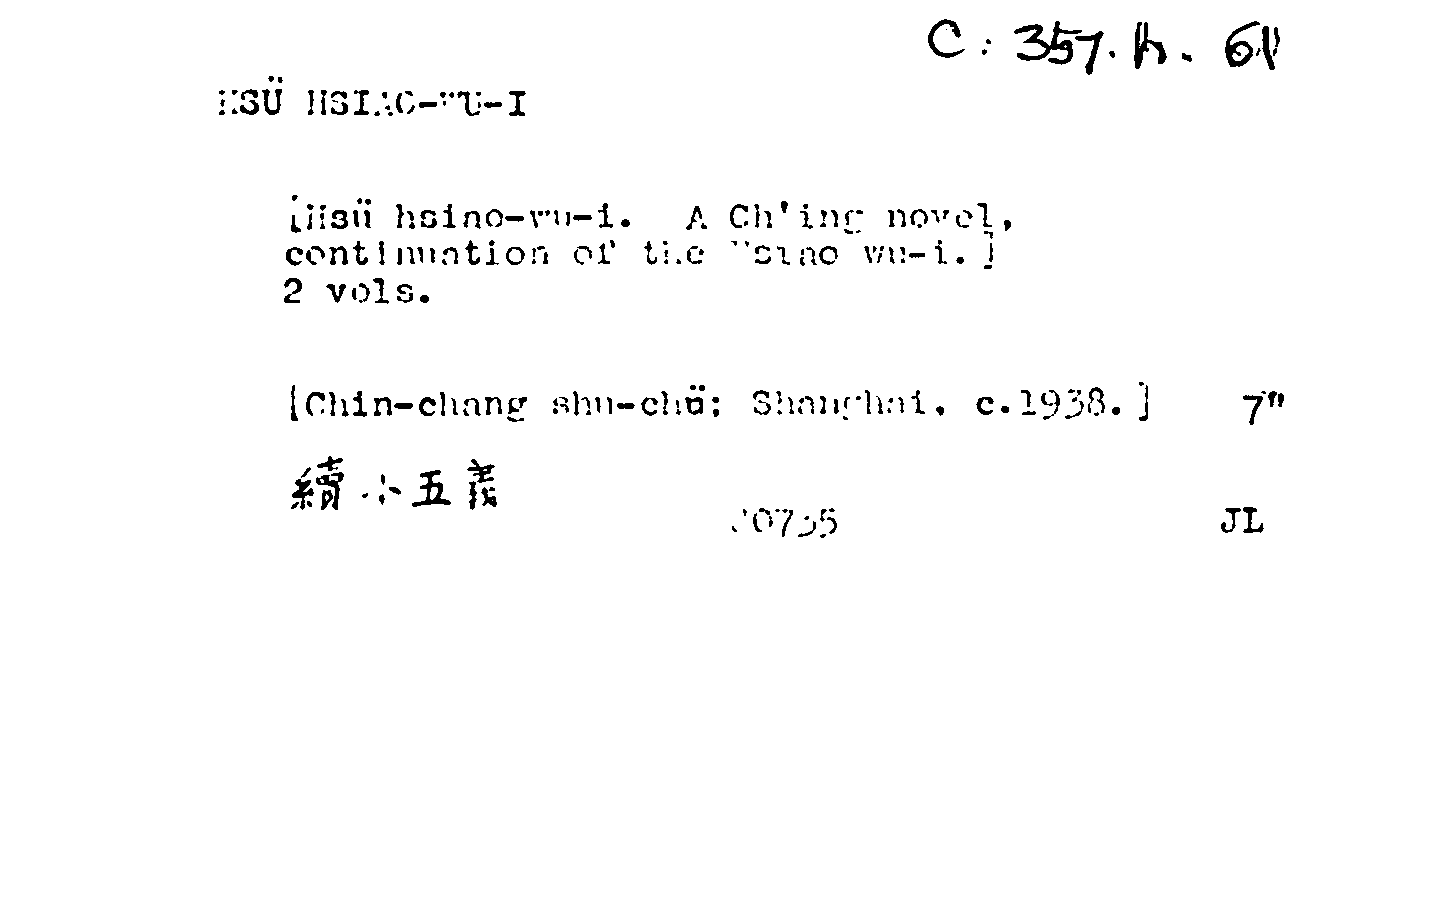 C. 357. h. 61
HSÜ HSIAO-WU-I
[Hsü hsiao-wu-i. A Ch'ing novel,
continuation of the Hsiao wu-i.]
2 vols.
[Chin-chang shu-chü: Shanghai. c.1938.] 7"
續小五義
JL